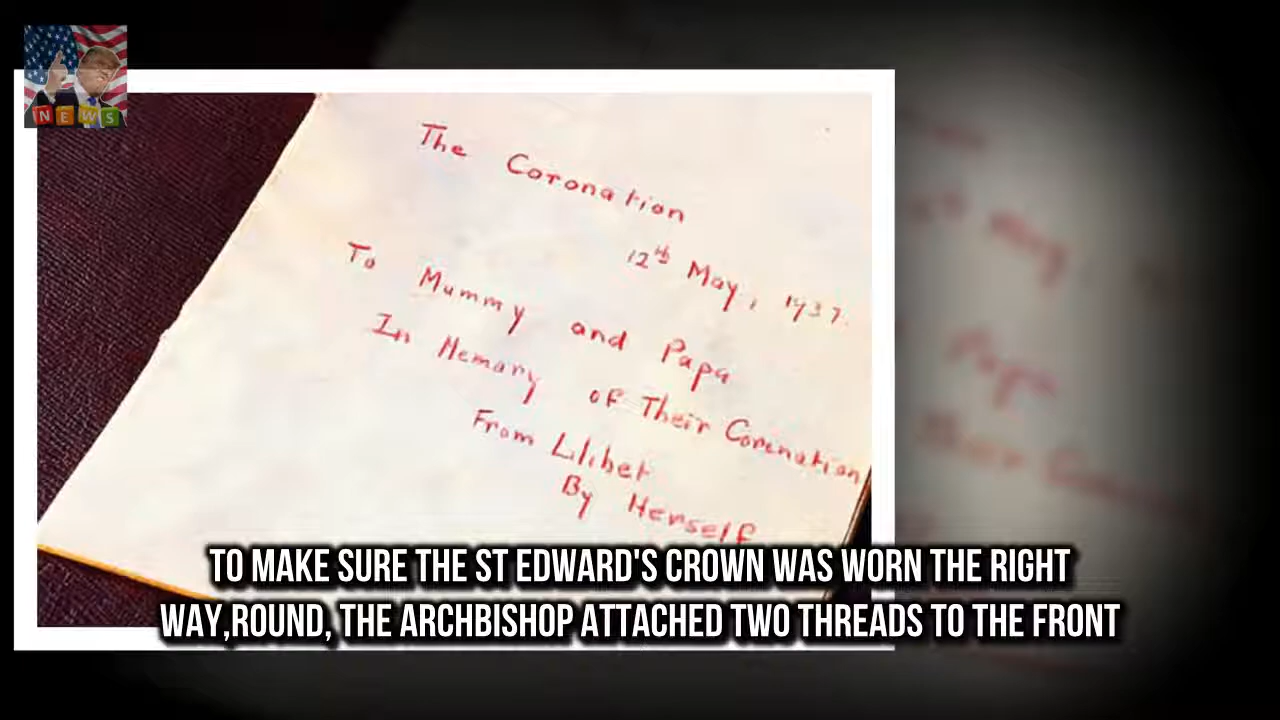 NEWS
The Coronation
12th May, 1937.
To Mummy and Papa
In Memory of Their Coronation
From Lilibet
By Herself
TO MAKE SURE THE ST EDWARD'S CROWN WAS WORN THE RIGHT
WAY,ROUND, THE ARCHBISHOP ATTACHED TWO THREADS TO THE FRONT